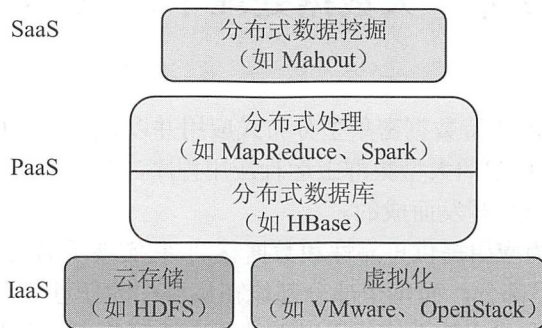 SaaS
分布式数据挖掘
（如 Mahout）
PaaS
分布式处理
（如 MapReduce、Spark）
分布式数据库
（如 HBase）
IaaS
云存储
（如 HDFS）
虚拟化
（如 VMware、OpenStack）